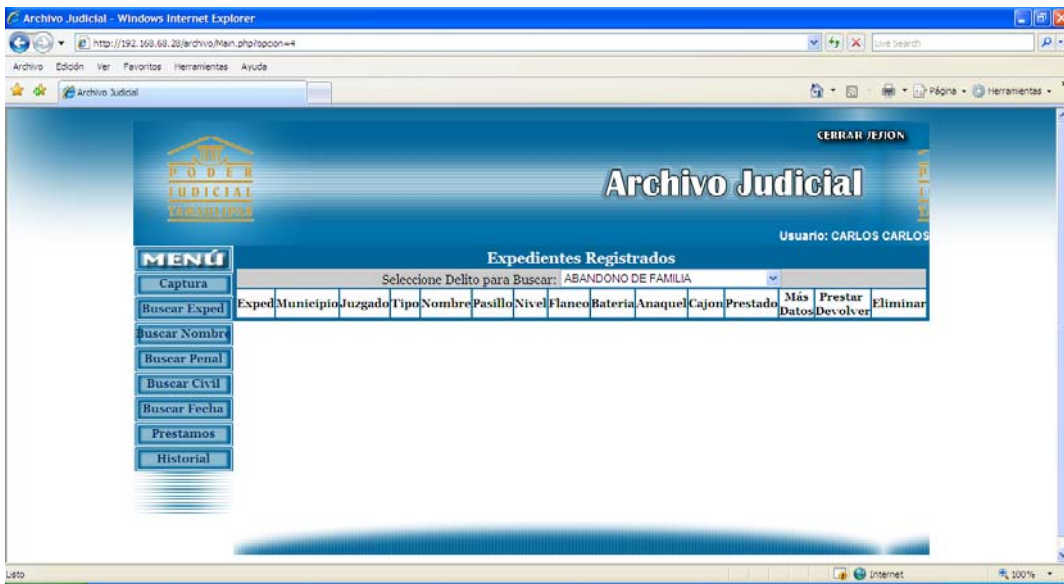 Archivo Judicial - Windows Internet Explorer
http://192.168.68.28/archivo/Main.php?opcion=4
Live Search
Archivo Edición Ver Favoritos Herramientas Ayuda
Archivo Judicial
Página Herramientas
CERRAR SESION
PODER
JUDICIAL
TAMAULIPAS
Archivo Judicial
Usuario: CARLOS CARLOS
MENÚ
Expedientes Registrados
Captura
Seleccione Delito para Buscar: ABANDONO DE FAMILIA
Buscar Exped
Exped Municipio Juzgado Tipo Nombre Pasillo Nivel Flanco Bateria Anaquel Cajon Prestado Más Datos Prestar Devolver Eliminar
Buscar Nombre
Buscar Penal
Buscar Civil
Buscar Fecha
Prestamos
Historial
Listo
Internet
100%